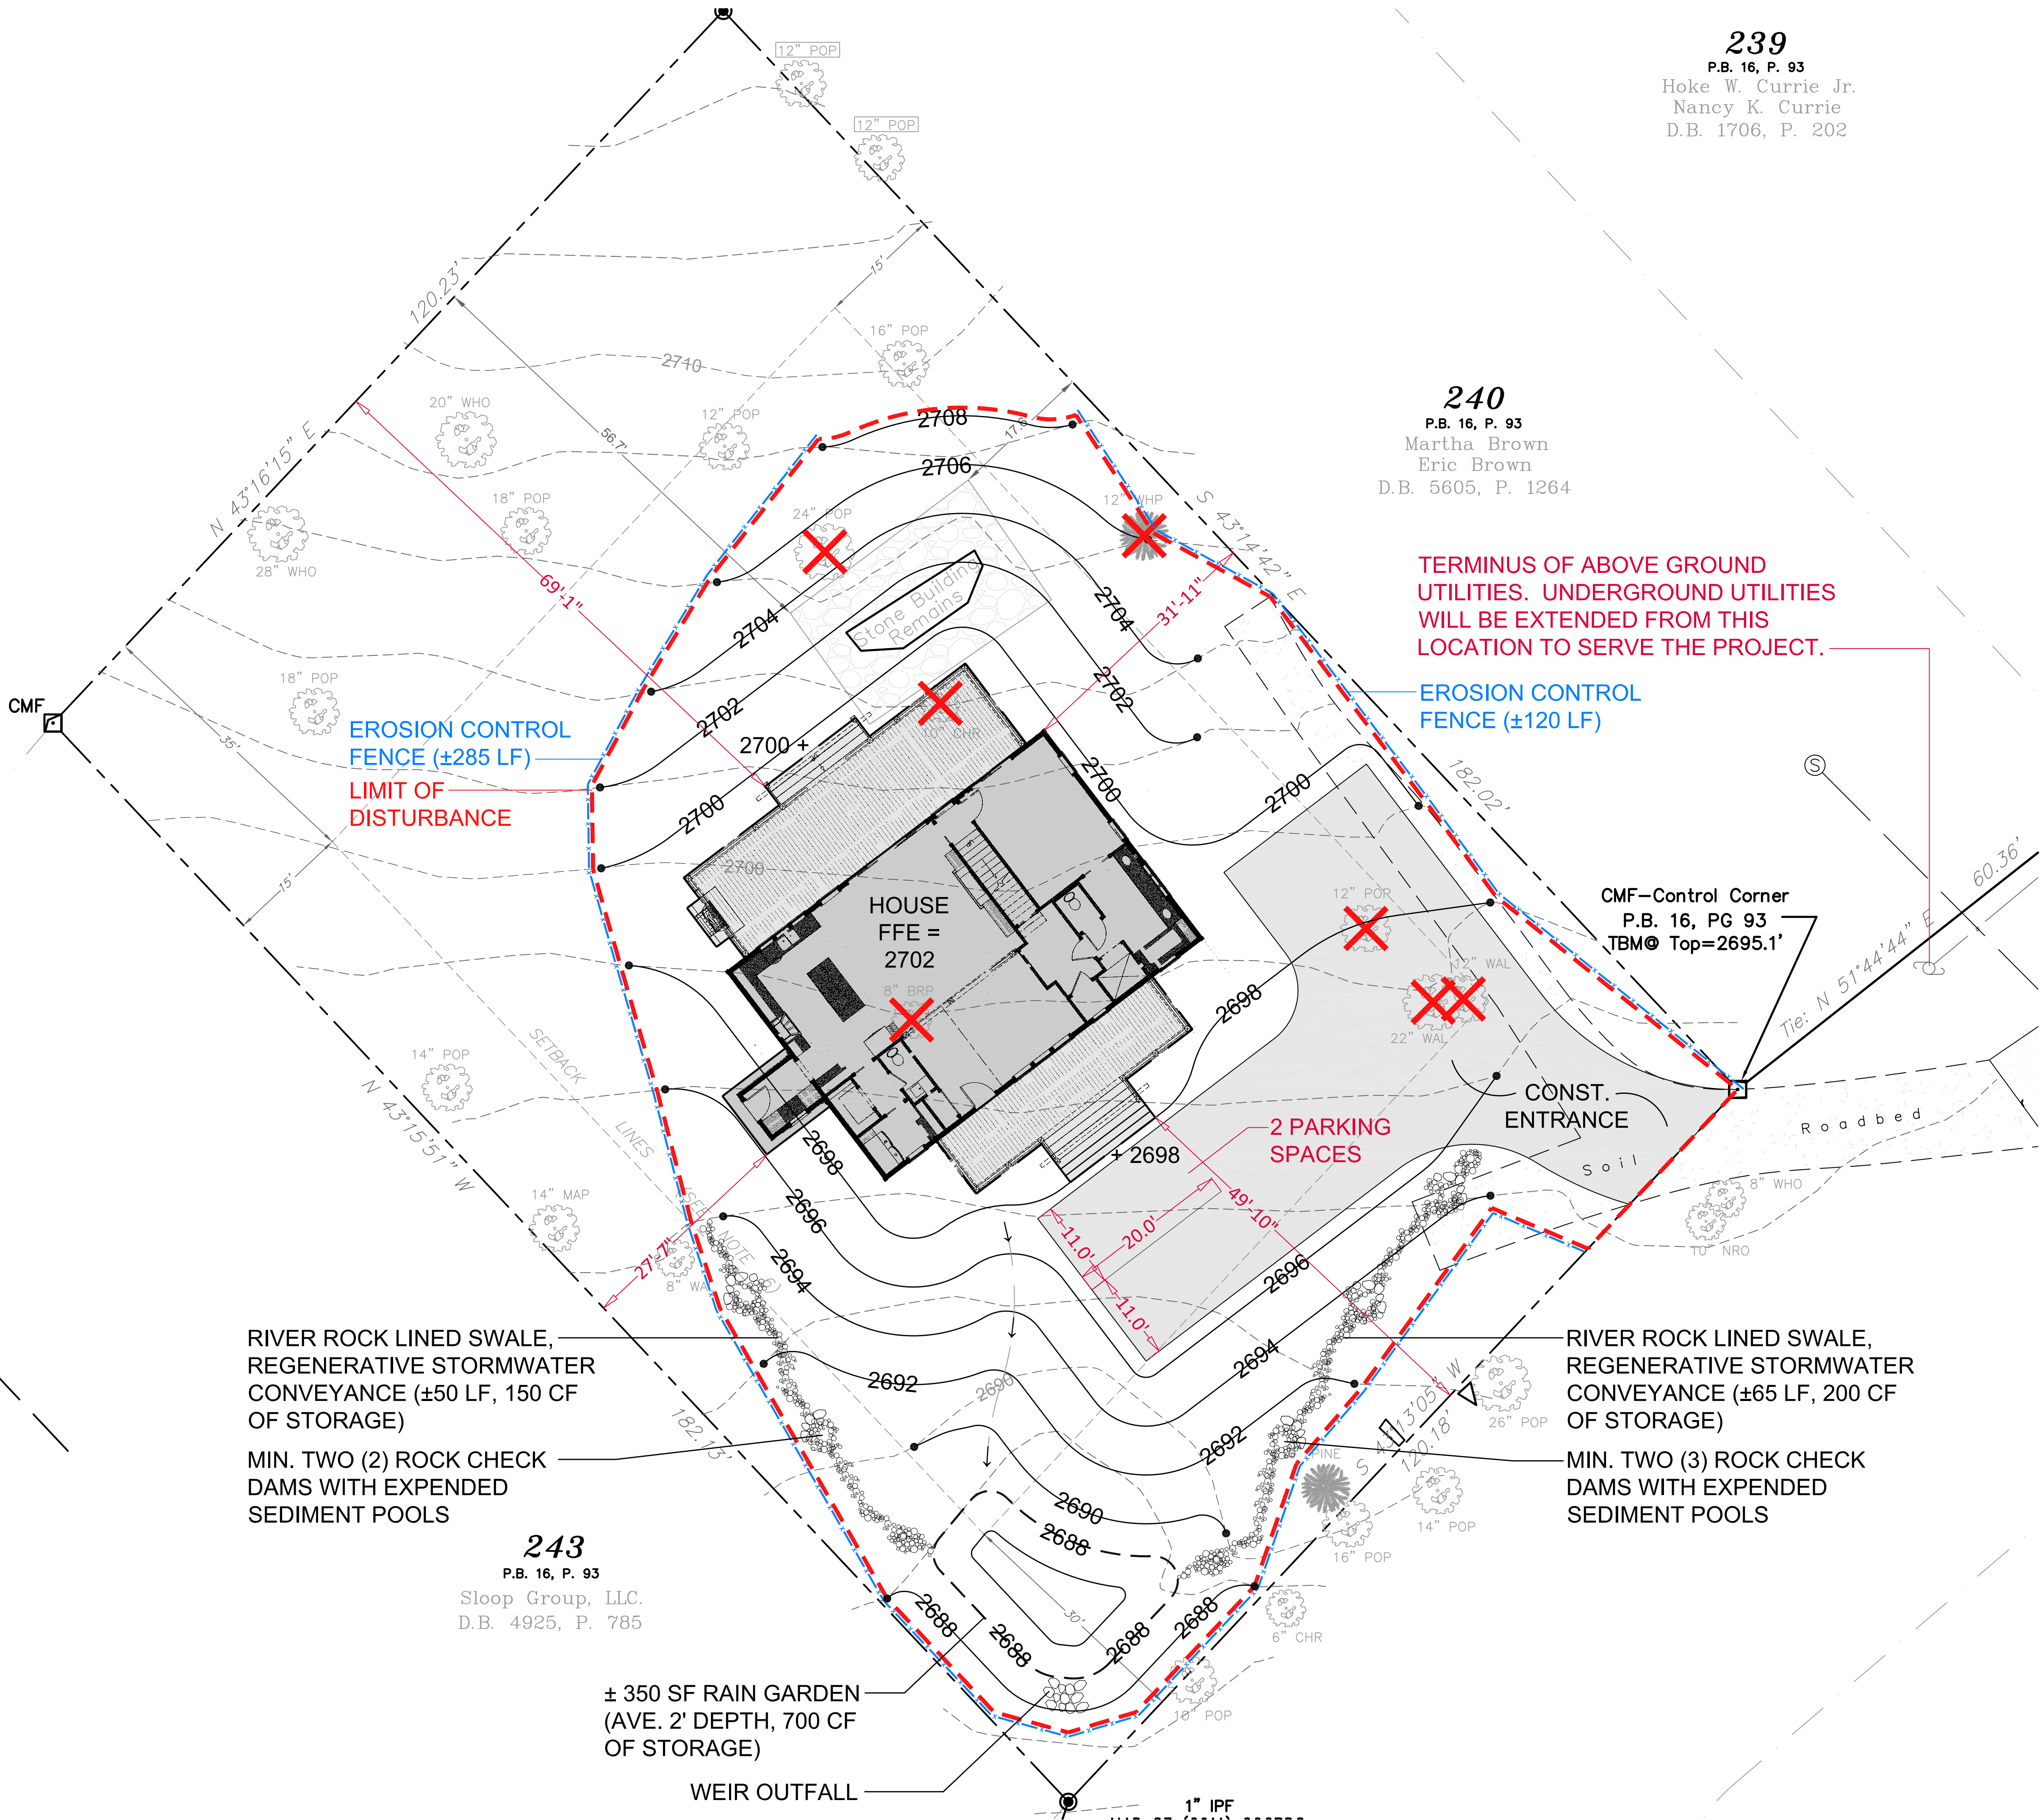 239
P.B. 16, P. 93
Hoke W. Currie Jr.
Nancy K. Currie
D.B. 1706, P. 202
12" POP
12" POP
120.23'
N 43°16'15" E
15'
16" POP
2710
20" WHO
12" POP
56.7'
2708
2706
240
P.B. 16, P. 93
Martha Brown
Eric Brown
D.B. 5605, P. 1264
28" WHO
18" POP
24" POP
12" WHP
S 43°14'42" E
69'-1"
Stone Building
Remains
2704
2704
31'-11"
TERMINUS OF ABOVE GROUND
UTILITIES. UNDERGROUND UTILITIES
WILL BE EXTENDED FROM THIS
LOCATION TO SERVE THE PROJECT.
EROSION CONTROL
FENCE (±120 LF)
CMF
18" POP
35'
EROSION CONTROL
FENCE (±285 LF)
LIMIT OF
DISTURBANCE
2702
2702
2700 +
10" CHR
2700
2700
2700
182.02'
S
15'
2700
HOUSE
FFE =
2702
12" POP
CMF-Control Corner
P.B. 16, PG 93
TBM@ Top=2695.1'
60.36'
Tie: N 51°44'44" E
8" BRP
2698
12" WAL
22" WAL
SETBACK
LINES
14" POP
N 43°15'51" W
CONST.
ENTRANCE
Roadbed
Soil
2 PARKING
SPACES
+ 2698
2698
2696
14" MAP
NOTE
27'-7"
2694
11.0'
20.0'
11.0'
49'-10"
2696
8" WHO
10" NRO
RIVER ROCK LINED SWALE,
REGENERATIVE STORMWATER
CONVEYANCE (±50 LF, 150 CF
OF STORAGE)
MIN. TWO (2) ROCK CHECK
DAMS WITH EXPENDED
SEDIMENT POOLS
2692
2694
2692
182.13'
RIVER ROCK LINED SWALE,
REGENERATIVE STORMWATER
CONVEYANCE (±65 LF, 200 CF
OF STORAGE)
MIN. TWO (3) ROCK CHECK
DAMS WITH EXPENDED
SEDIMENT POOLS
26" POP
120.18'
PINE
14" POP
16" POP
243
P.B. 16, P. 93
Sloop Group, LLC.
D.B. 4925, P. 785
2690
2688
30'
2688
2688
2688
2688
6" CHR
± 350 SF RAIN GARDEN
(AVE. 2' DEPTH, 700 CF
OF STORAGE)
WEIR OUTFALL
1" IPF